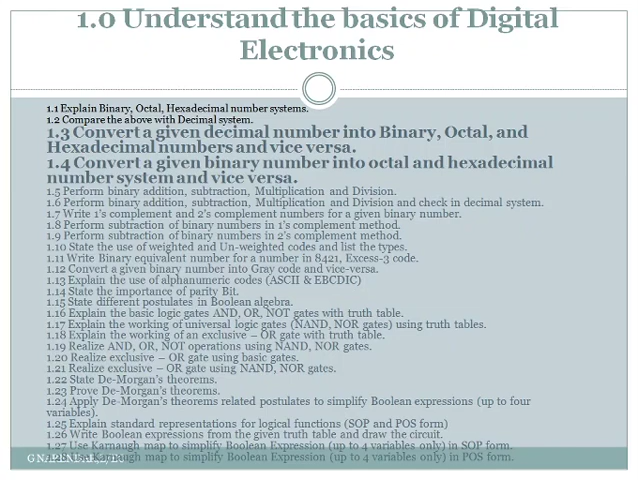 1.0 Understand the basics of Digital
Electronics
1.1 Explain Binary, Octal, Hexadecimal number systems.
1.2 Compare the above with Decimal system.
1.3 Convert a given decimal number into Binary, Octal, and
Hexadecimal numbers and vice versa.
1.4 Convert a given binary number into octal and hexadecimal
number system and vice versa.
1.5 Perform binary addition, subtraction, Multiplication and Division.
1.6 Perform binary addition, subtraction, Multiplication and Division and check in decimal system.
1.7 Write 1's complement and 2's complement numbers for a given binary number.
1.8 Perform subtraction of binary numbers in 1's complement method.
1.9 Perform subtraction of binary numbers in 2's complement method.
1.10 State the use of weighted and Un-weighted codes and list the types.
1.11 Write Binary equivalent number for a number in 8421, Excess-3 code.
1.12 Convert a given binary number into Gray code and vice-versa.
1.13 Explain the use of alphanumeric codes (ASCII & EBCDIC)
1.14 State the importance of parity Bit.
1.15 State different postulates in Boolean algebra.
1.16 Explain the basic logic gates AND, OR, NOT gates with truth table.
1.17 Explain the working of universal logic gates (NAND, NOR gates) using truth tables.
1.18 Explain the working of an exclusive – OR gate with truth table.
1.19 Realize AND, OR, NOT operations using NAND, NOR gates.
1.20 Realize exclusive – OR gate using basic gates.
1.21 Realize exclusive – OR gate using NAND, NOR gates.
1.22 State De-Morgan's theorems.
1.23 Prove De-Morgan's theorems.
1.24 Apply De-Morgan's theorems related postulates to simplify Boolean expressions (up to four
variables).
1.25 Explain standard representations for logical functions (SOP and POS form)
1.26 Write Boolean expressions from the given truth table and draw the circuit.
1.27 Use Karnaugh map to simplify Boolean Expression (up to 4 variables only) in SOP form.
1.28 Use Karnaugh map to simplify Boolean Expression (up to 4 variables only) in POS form.